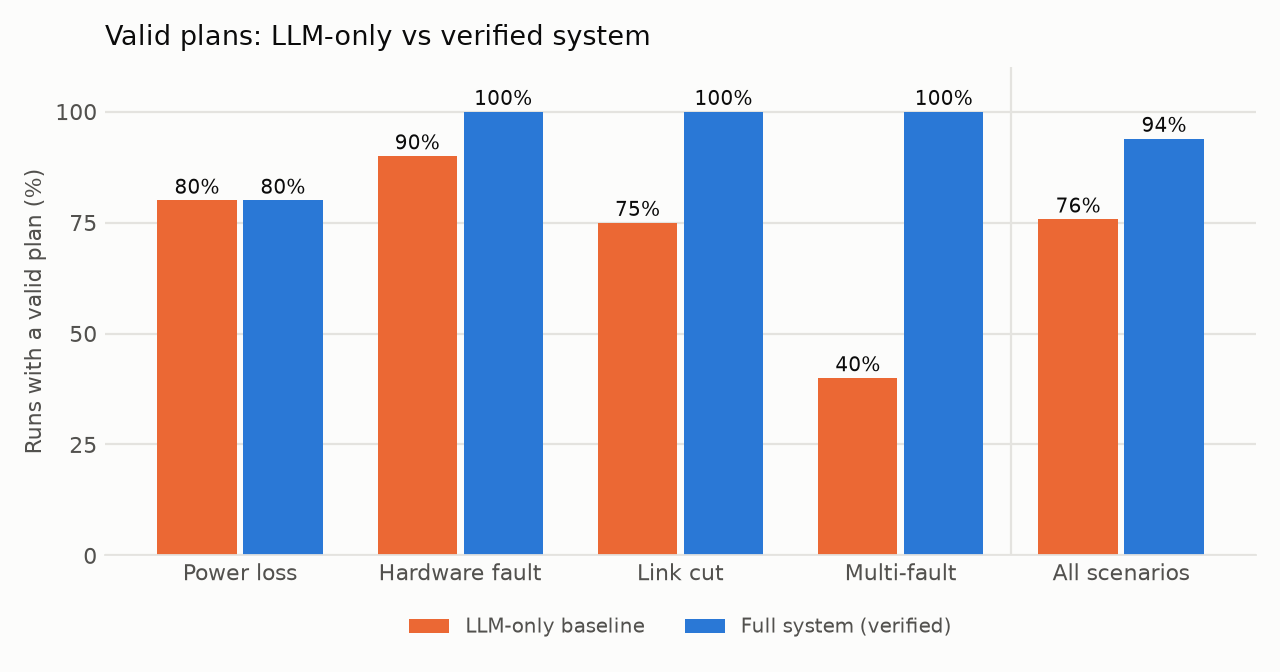 Valid plans: LLM-only vs verified system
Runs with a valid plan (%)
100
75
50
25
0
80%
80%
90%
100%
75%
100%
40%
100%
76%
94%
Power loss
Hardware fault
Link cut
Multi-fault
All scenarios
LLM-only baseline
Full system (verified)